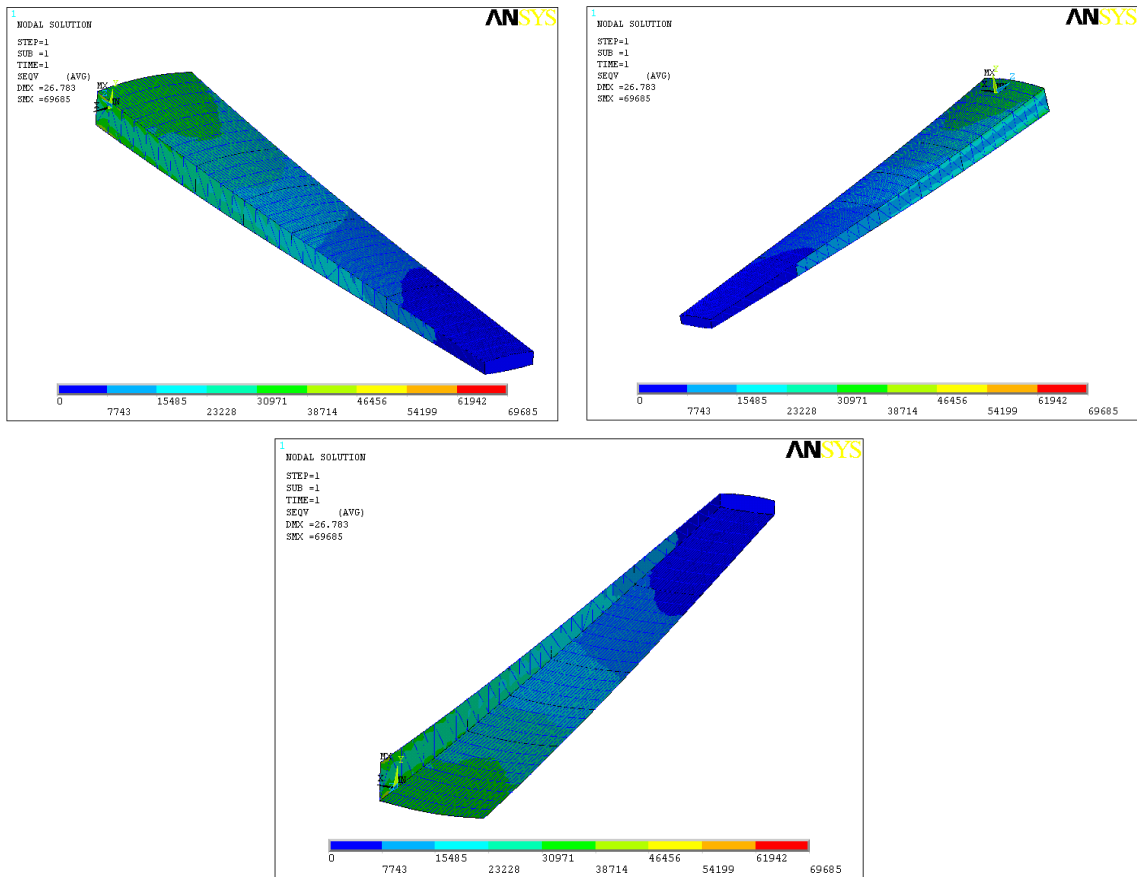 1
ANSYS
NODAL SOLUTION
STEP=1
SUB =1
TIME=1
SEQV (AVG)
DMX =26.783
SMX =69685
MX
Y
Z
MN
0 15485 30971 46456 61942
7743 23228 38714 54199 69685
1
ANSYS
NODAL SOLUTION
STEP=1
SUB =1
TIME=1
SEQV (AVG)
DMX =26.783
SMX =69685
MX
Z
0 15485 30971 46456 61942
7743 23228 38714 54199 69685
1
ANSYS
NODAL SOLUTION
STEP=1
SUB =1
TIME=1
SEQV (AVG)
DMX =26.783
SMX =69685
MX
Y
MN
0 15485 30971 46456 61942
7743 23228 38714 54199 69685